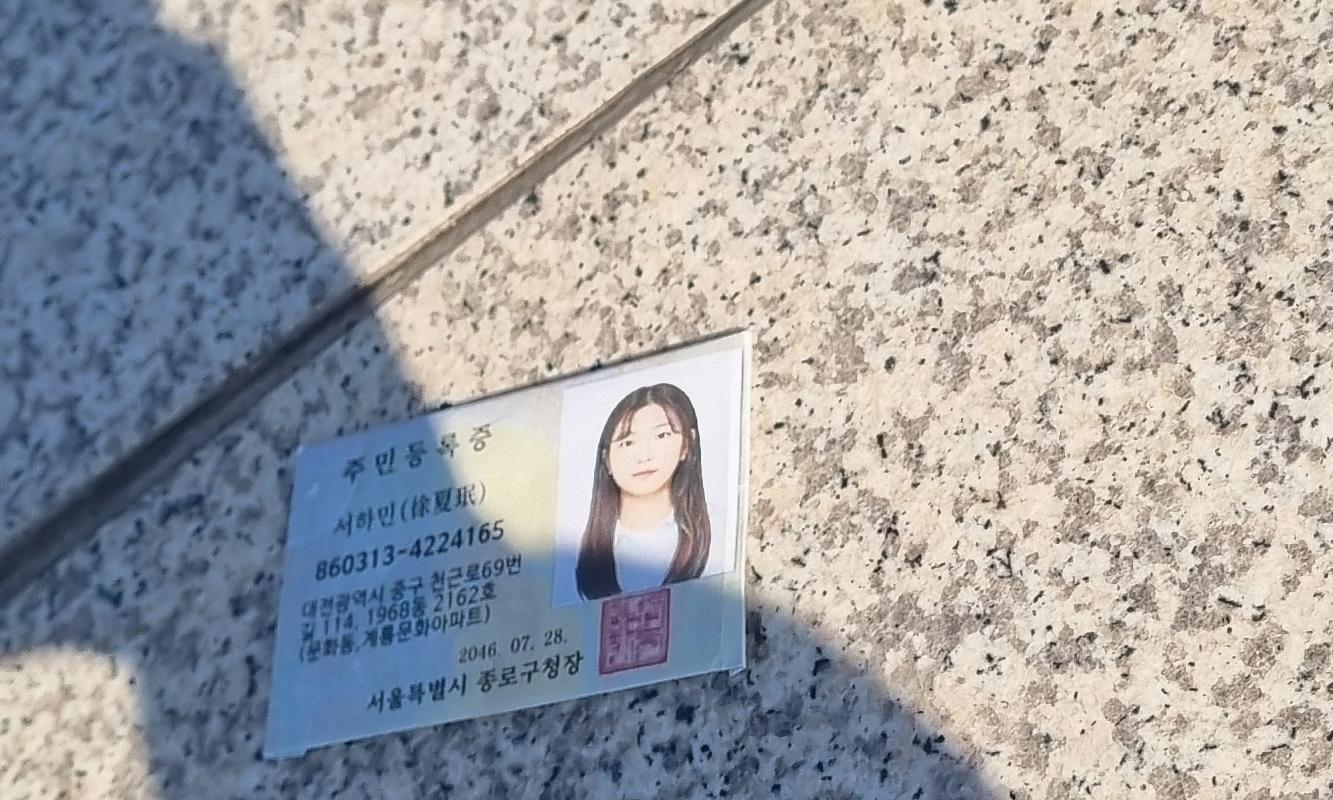 주민등록증
서하민(徐夏珉)
860313-4224165
대전광역시 중구 천근로69번
길 114, 1968동 2162호
(문화동,계룡문화아파트)
2046. 07. 28.
서울특별시 종로구청장